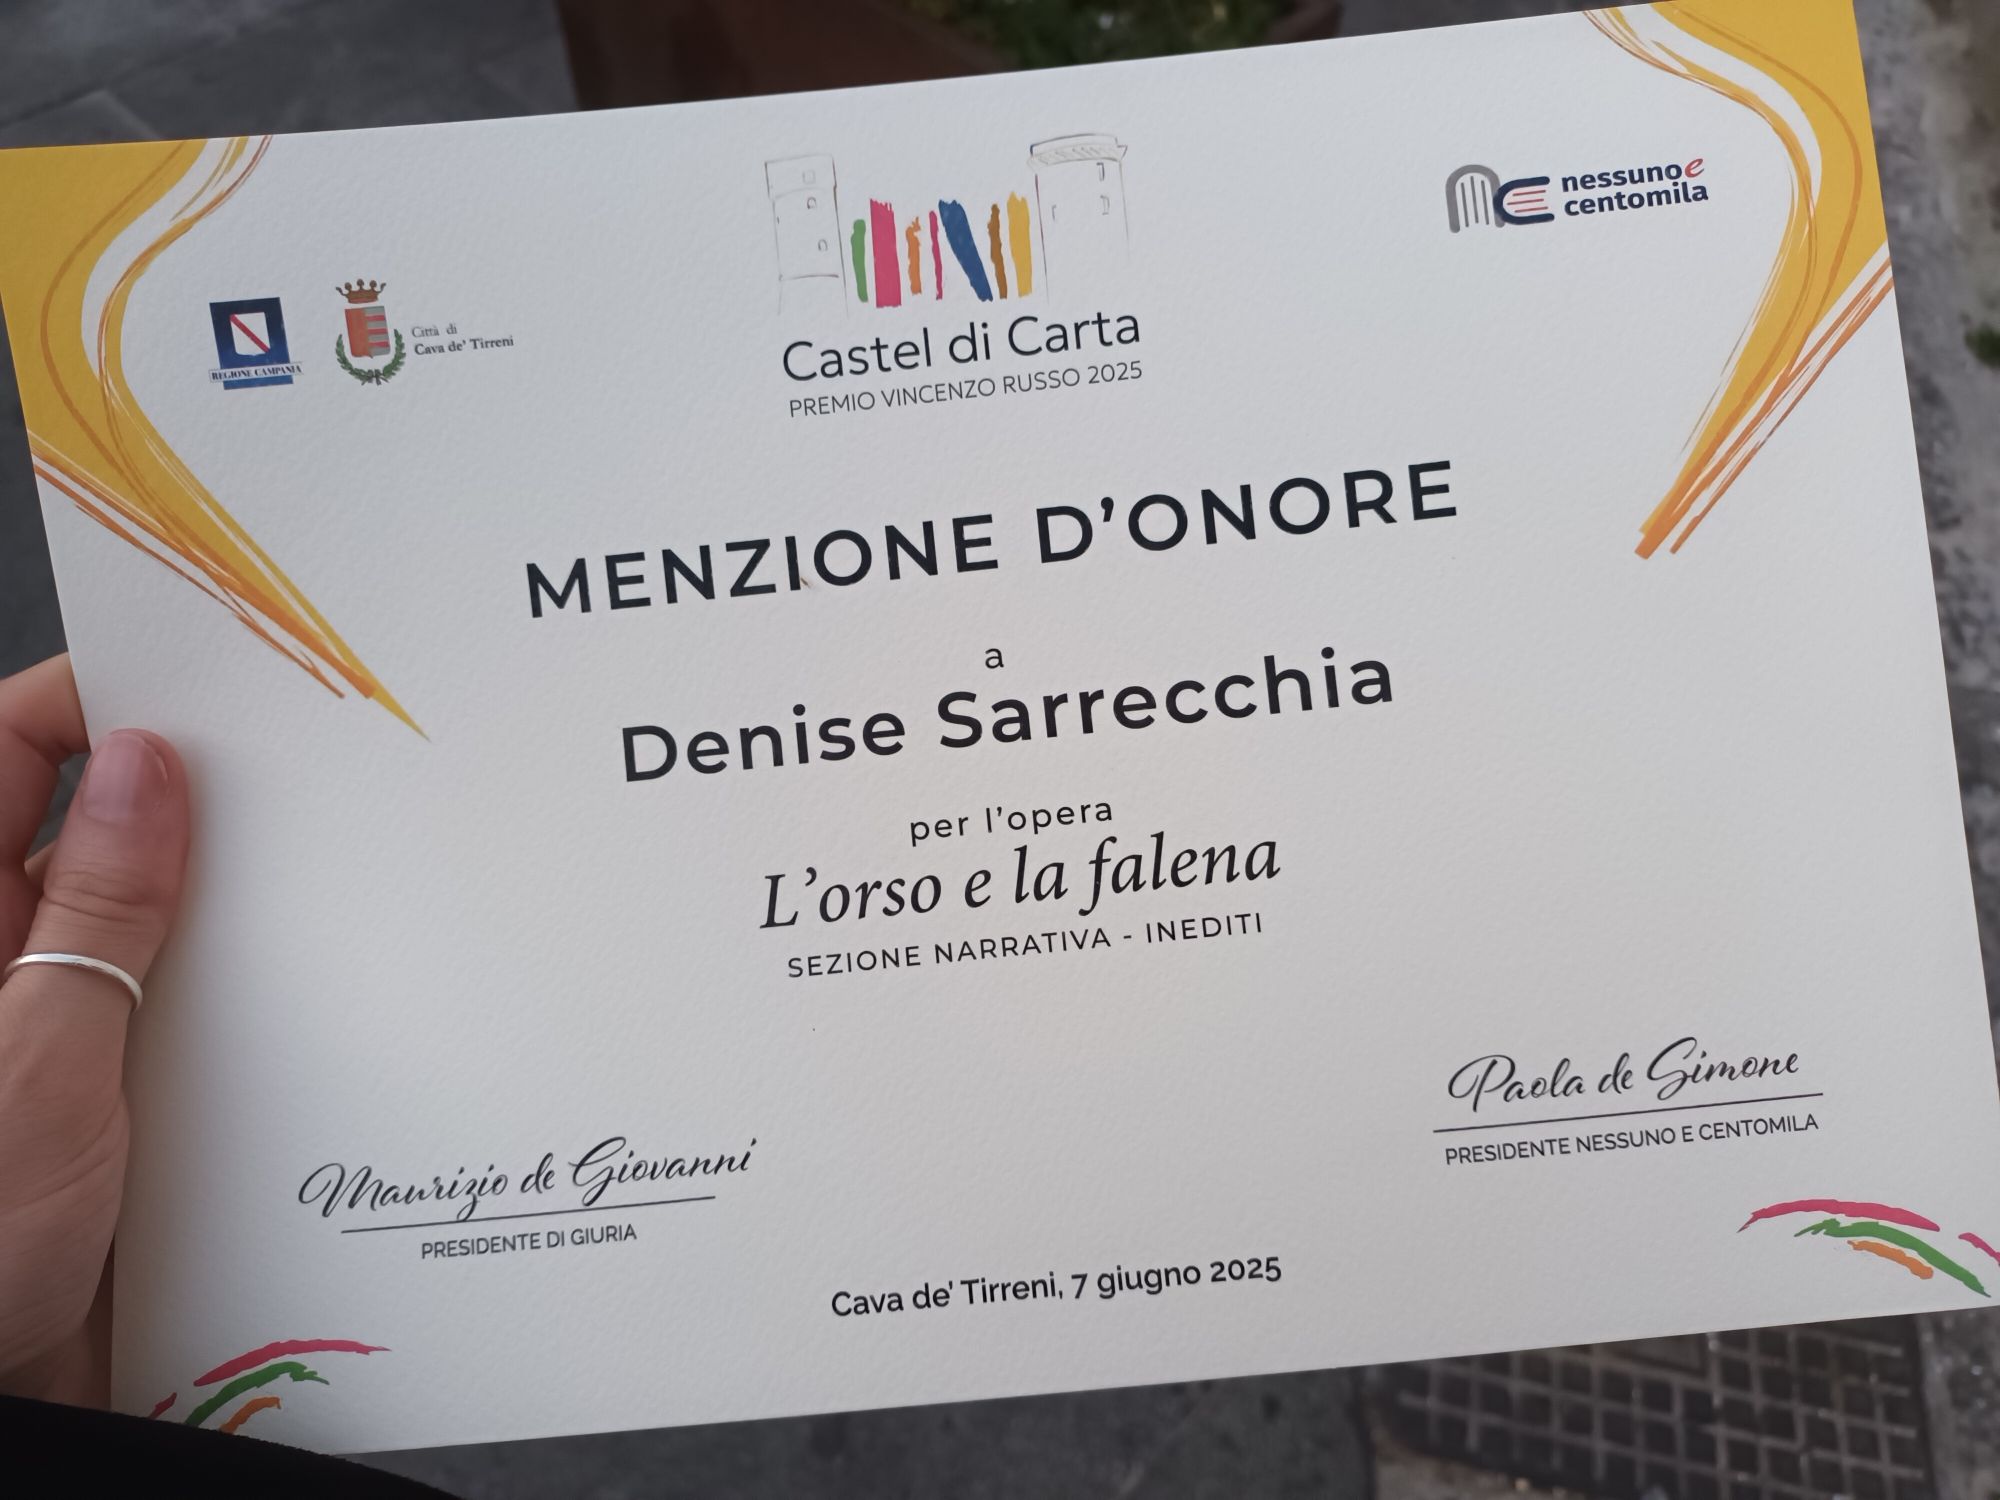 nessuno e
centomila
REGIONE CAMPANIA
Città di
Cava de' Tirreni
Castel di Carta
PREMIO VINCENZO RUSSO 2025
MENZIONE D'ONORE
a
Denise Sarrecchia
per l'opera
L'orso e la falena
SEZIONE NARRATIVA - INEDITI
Maurizio de Giovanni
PRESIDENTE DI GIURIA
Paola de Simone
PRESIDENTE NESSUNO E CENTOMILA
Cava de' Tirreni, 7 giugno 2025